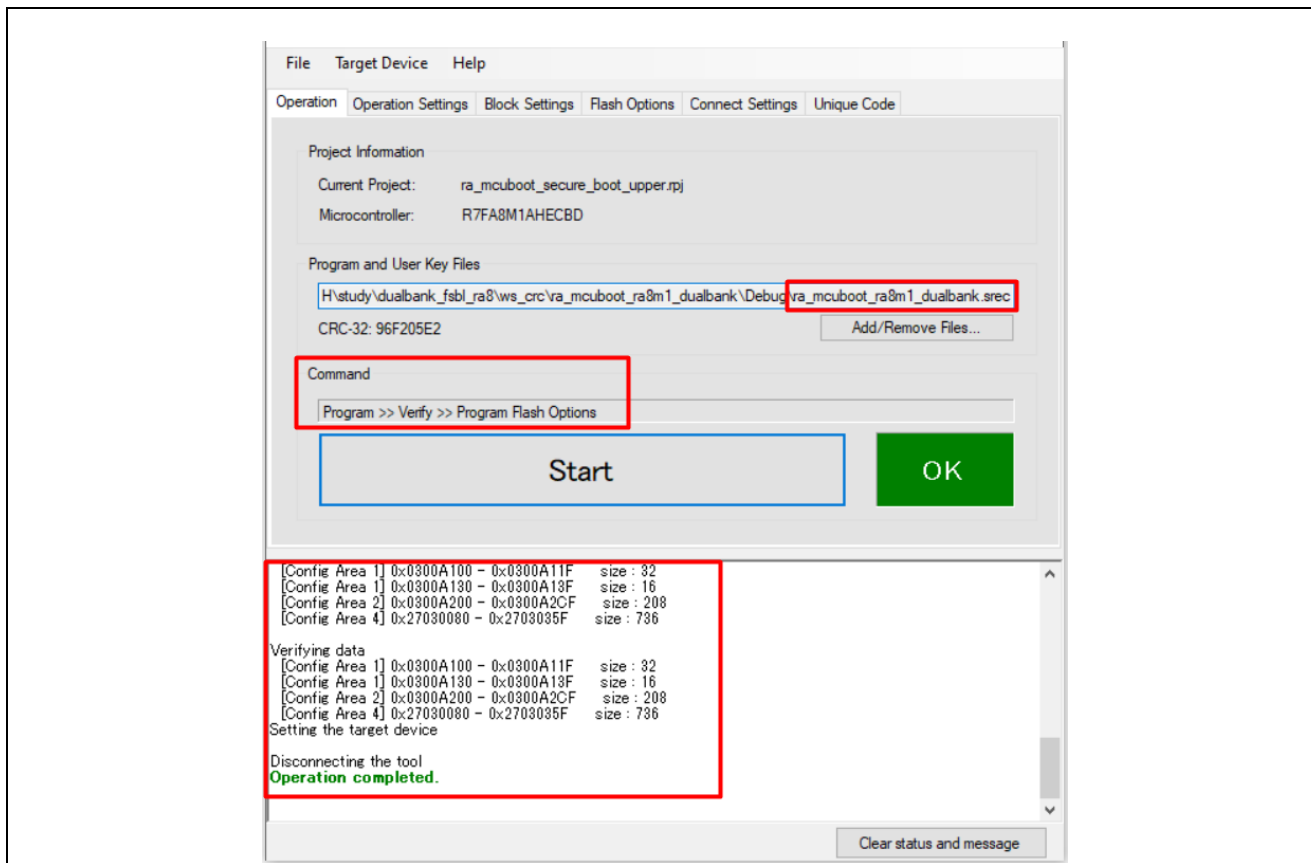 File Target Device Help
Operation Operation Settings Block Settings Flash Options Connect Settings Unique Code
Project Information
Current Project: ra_mcuboot_secure_boot_upper.rpj
Microcontroller: R7FA8M1AHECBD
Program and User Key Files
H\study\dualbank_fsbl_ra8\ws_crc\ra_mcuboot_ra8m1_dualbank\Debug\ra_mcuboot_ra8m1_dualbank.srec
CRC-32: 96F205E2 Add/Remove Files...
Command
Program >> Verify >> Program Flash Options
Start OK
[Config Area 1] 0x0300A100 - 0x0300A11F size : 32
[Config Area 1] 0x0300A130 - 0x0300A13F size : 16
[Config Area 2] 0x0300A200 - 0x0300A2CF size : 208
[Config Area 4] 0x27030080 - 0x2703035F size : 736
Verifying data
[Config Area 1] 0x0300A100 - 0x0300A11F size : 32
[Config Area 1] 0x0300A130 - 0x0300A13F size : 16
[Config Area 2] 0x0300A200 - 0x0300A2CF size : 208
[Config Area 4] 0x27030080 - 0x2703035F size : 736
Setting the target device
Disconnecting the tool
Operation completed.
Clear status and message